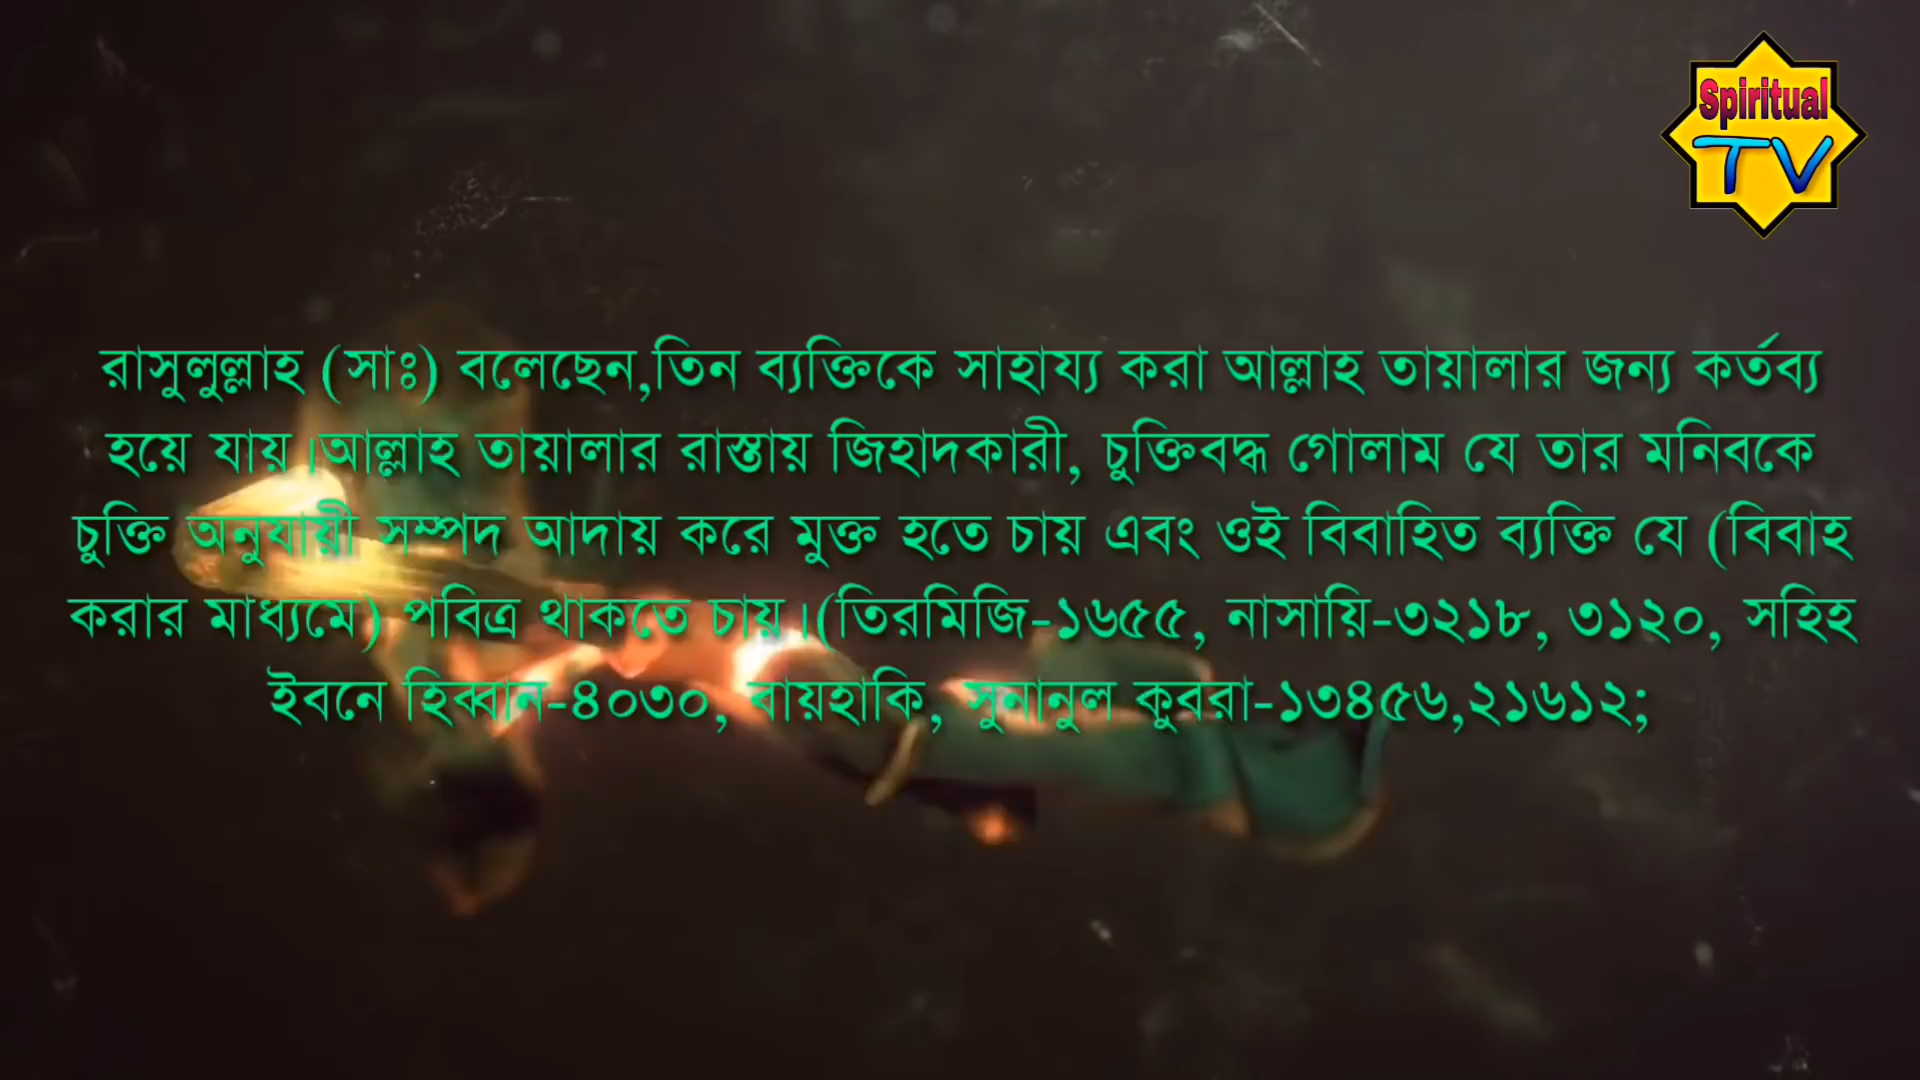 Spiritual
TV
রাসুলুল্লাহ (সাঃ) বলেছেন,তিন ব্যক্তিকে সাহায্য করা আল্লাহ তায়ালার জন্য কর্তব্য
হয়ে যায়।আল্লাহ তায়ালার রাস্তায় জিহাদকারী, চুক্তিবদ্ধ গোলাম যে তার মনিবকে
চুক্তি অনুযায়ী সম্পদ আদায় করে মুক্ত হতে চায় এবং ওই বিবাহিত ব্যক্তি যে (বিবাহ
করার মাধ্যমে) পবিত্র থাকতে চায়।(তিরমিজি-১৬৫৫, নাসায়ি-৩২১৮, ৩১২০, সহিহ
ইবনে হিব্বান-৪০৩০, বায়হাকি, সুনানুল কুবরা-১৩৪৫৬,২১৬১২;